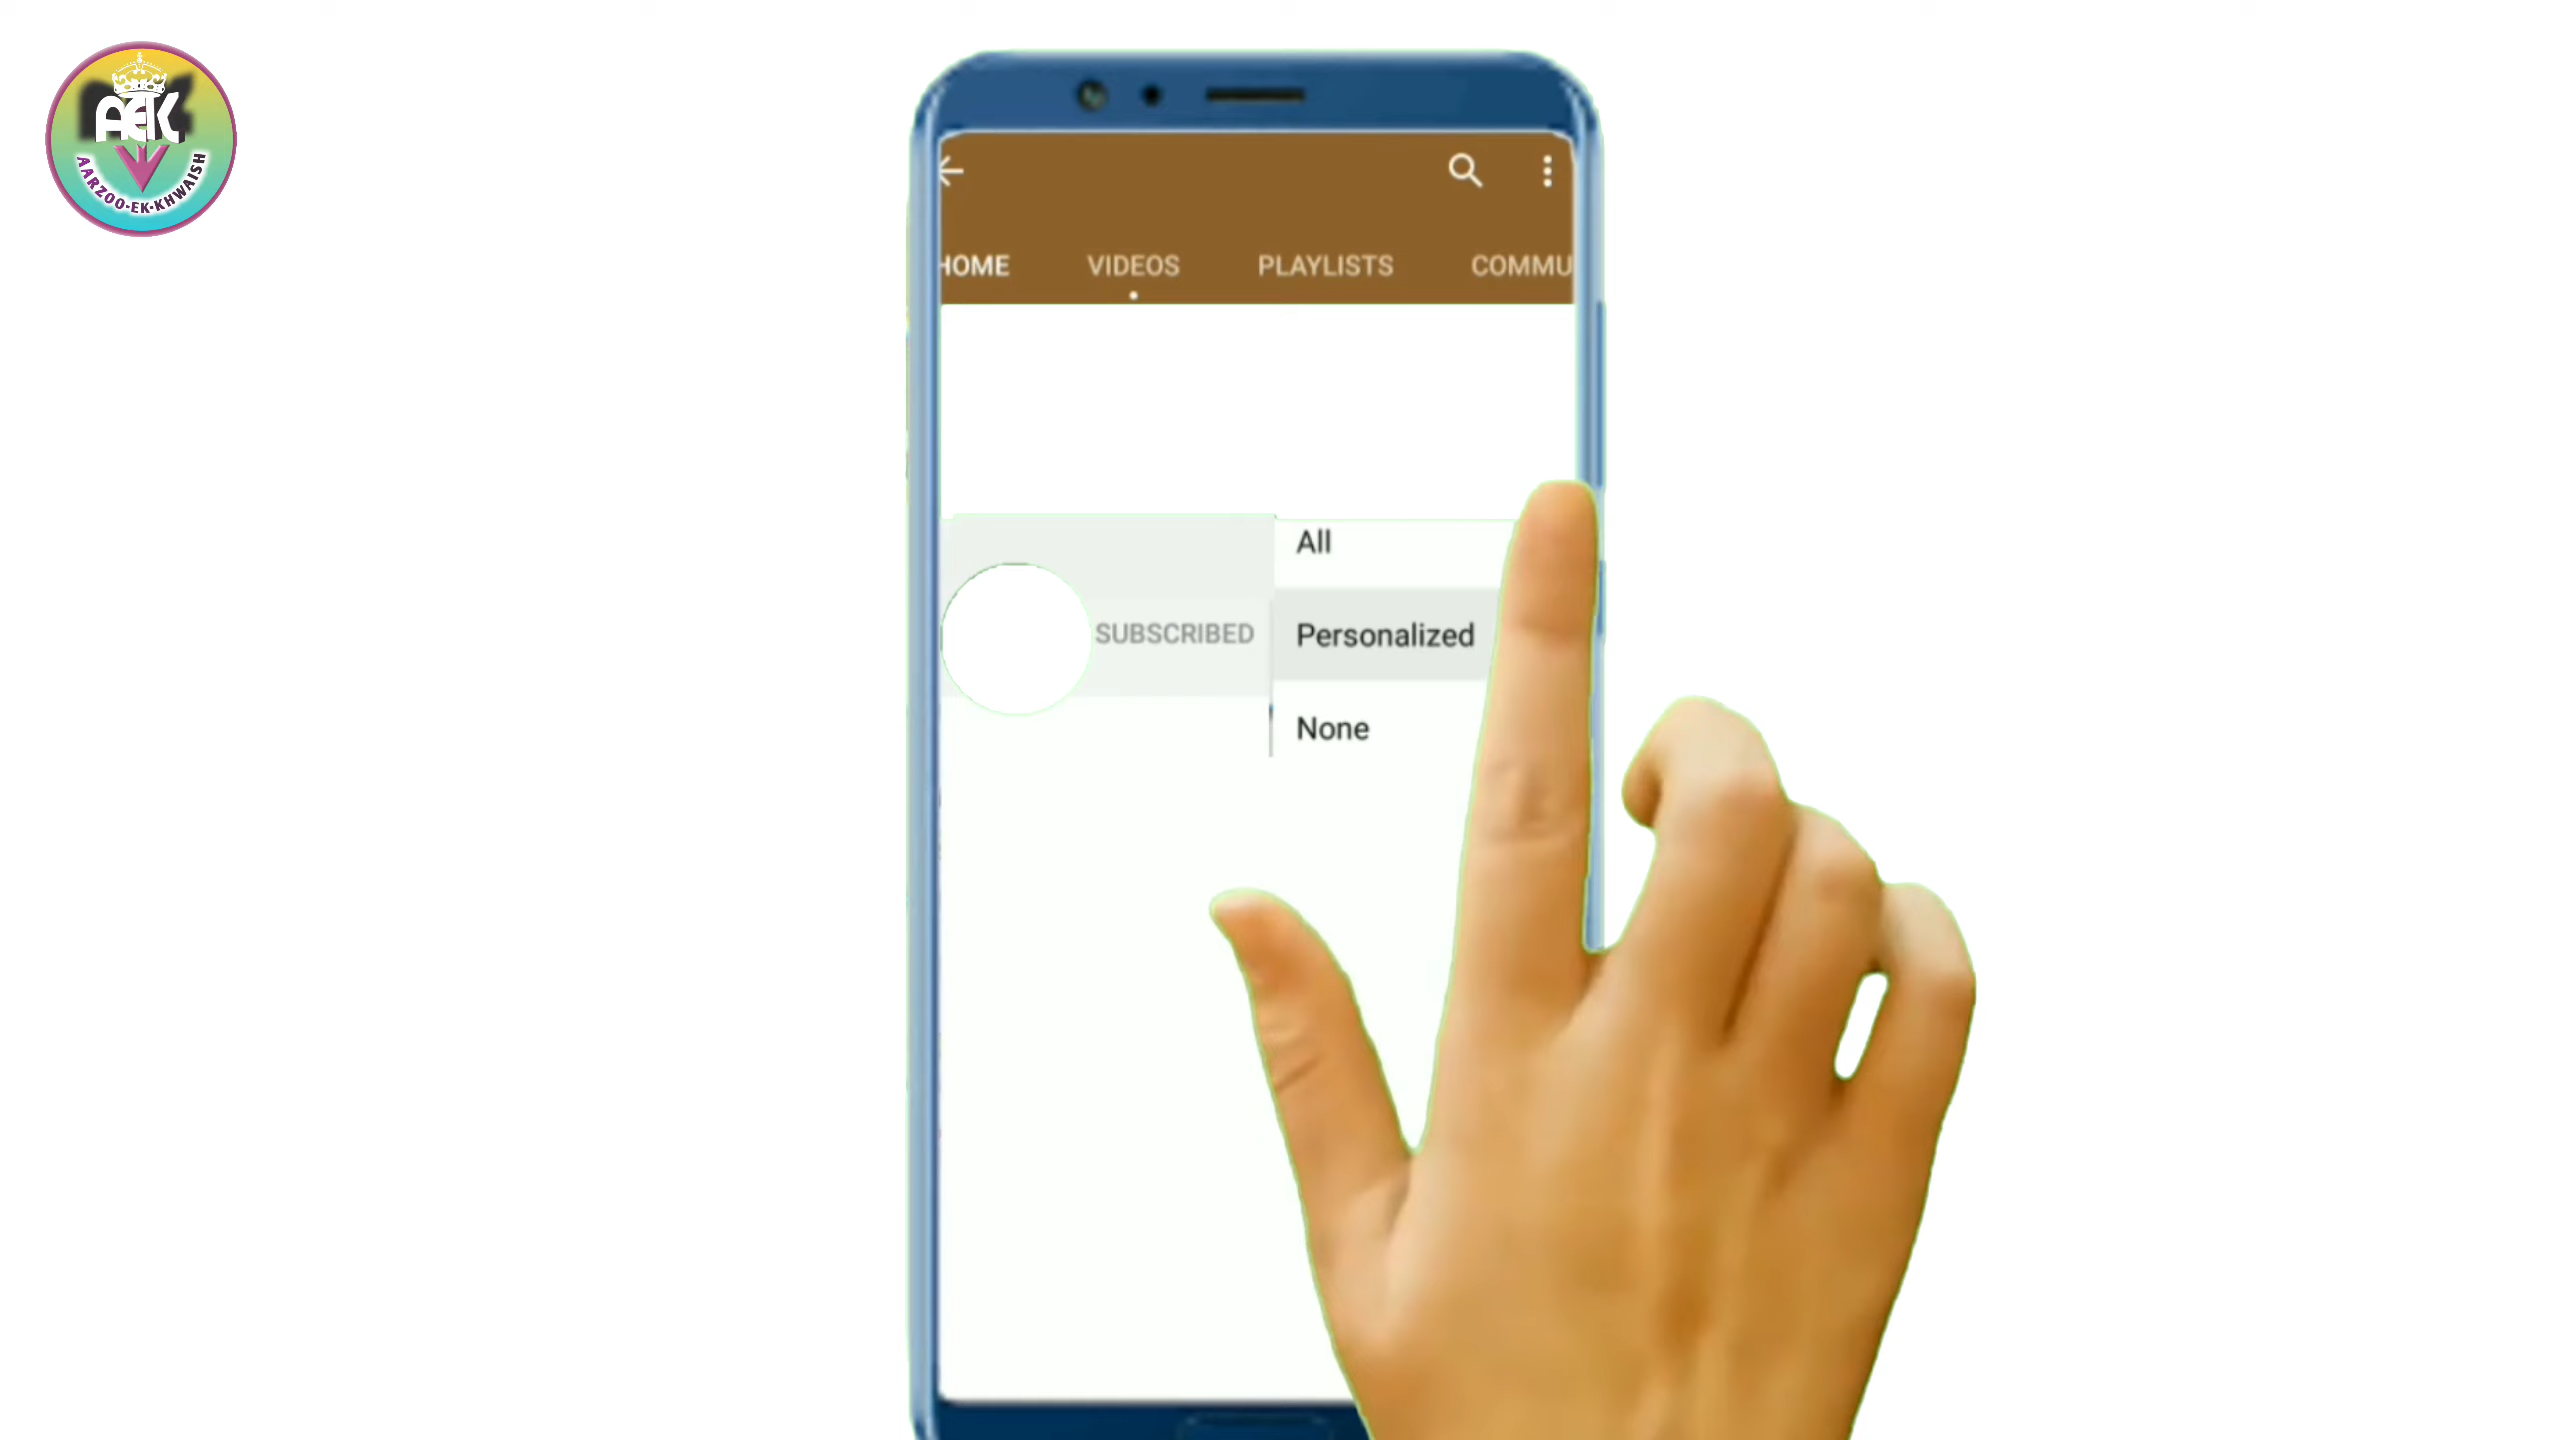 AEK
AARZOO-EK-KHWAISH
HOME VIDEOS PLAYLISTS COMMU
All
SUBSCRIBED Personalized
None